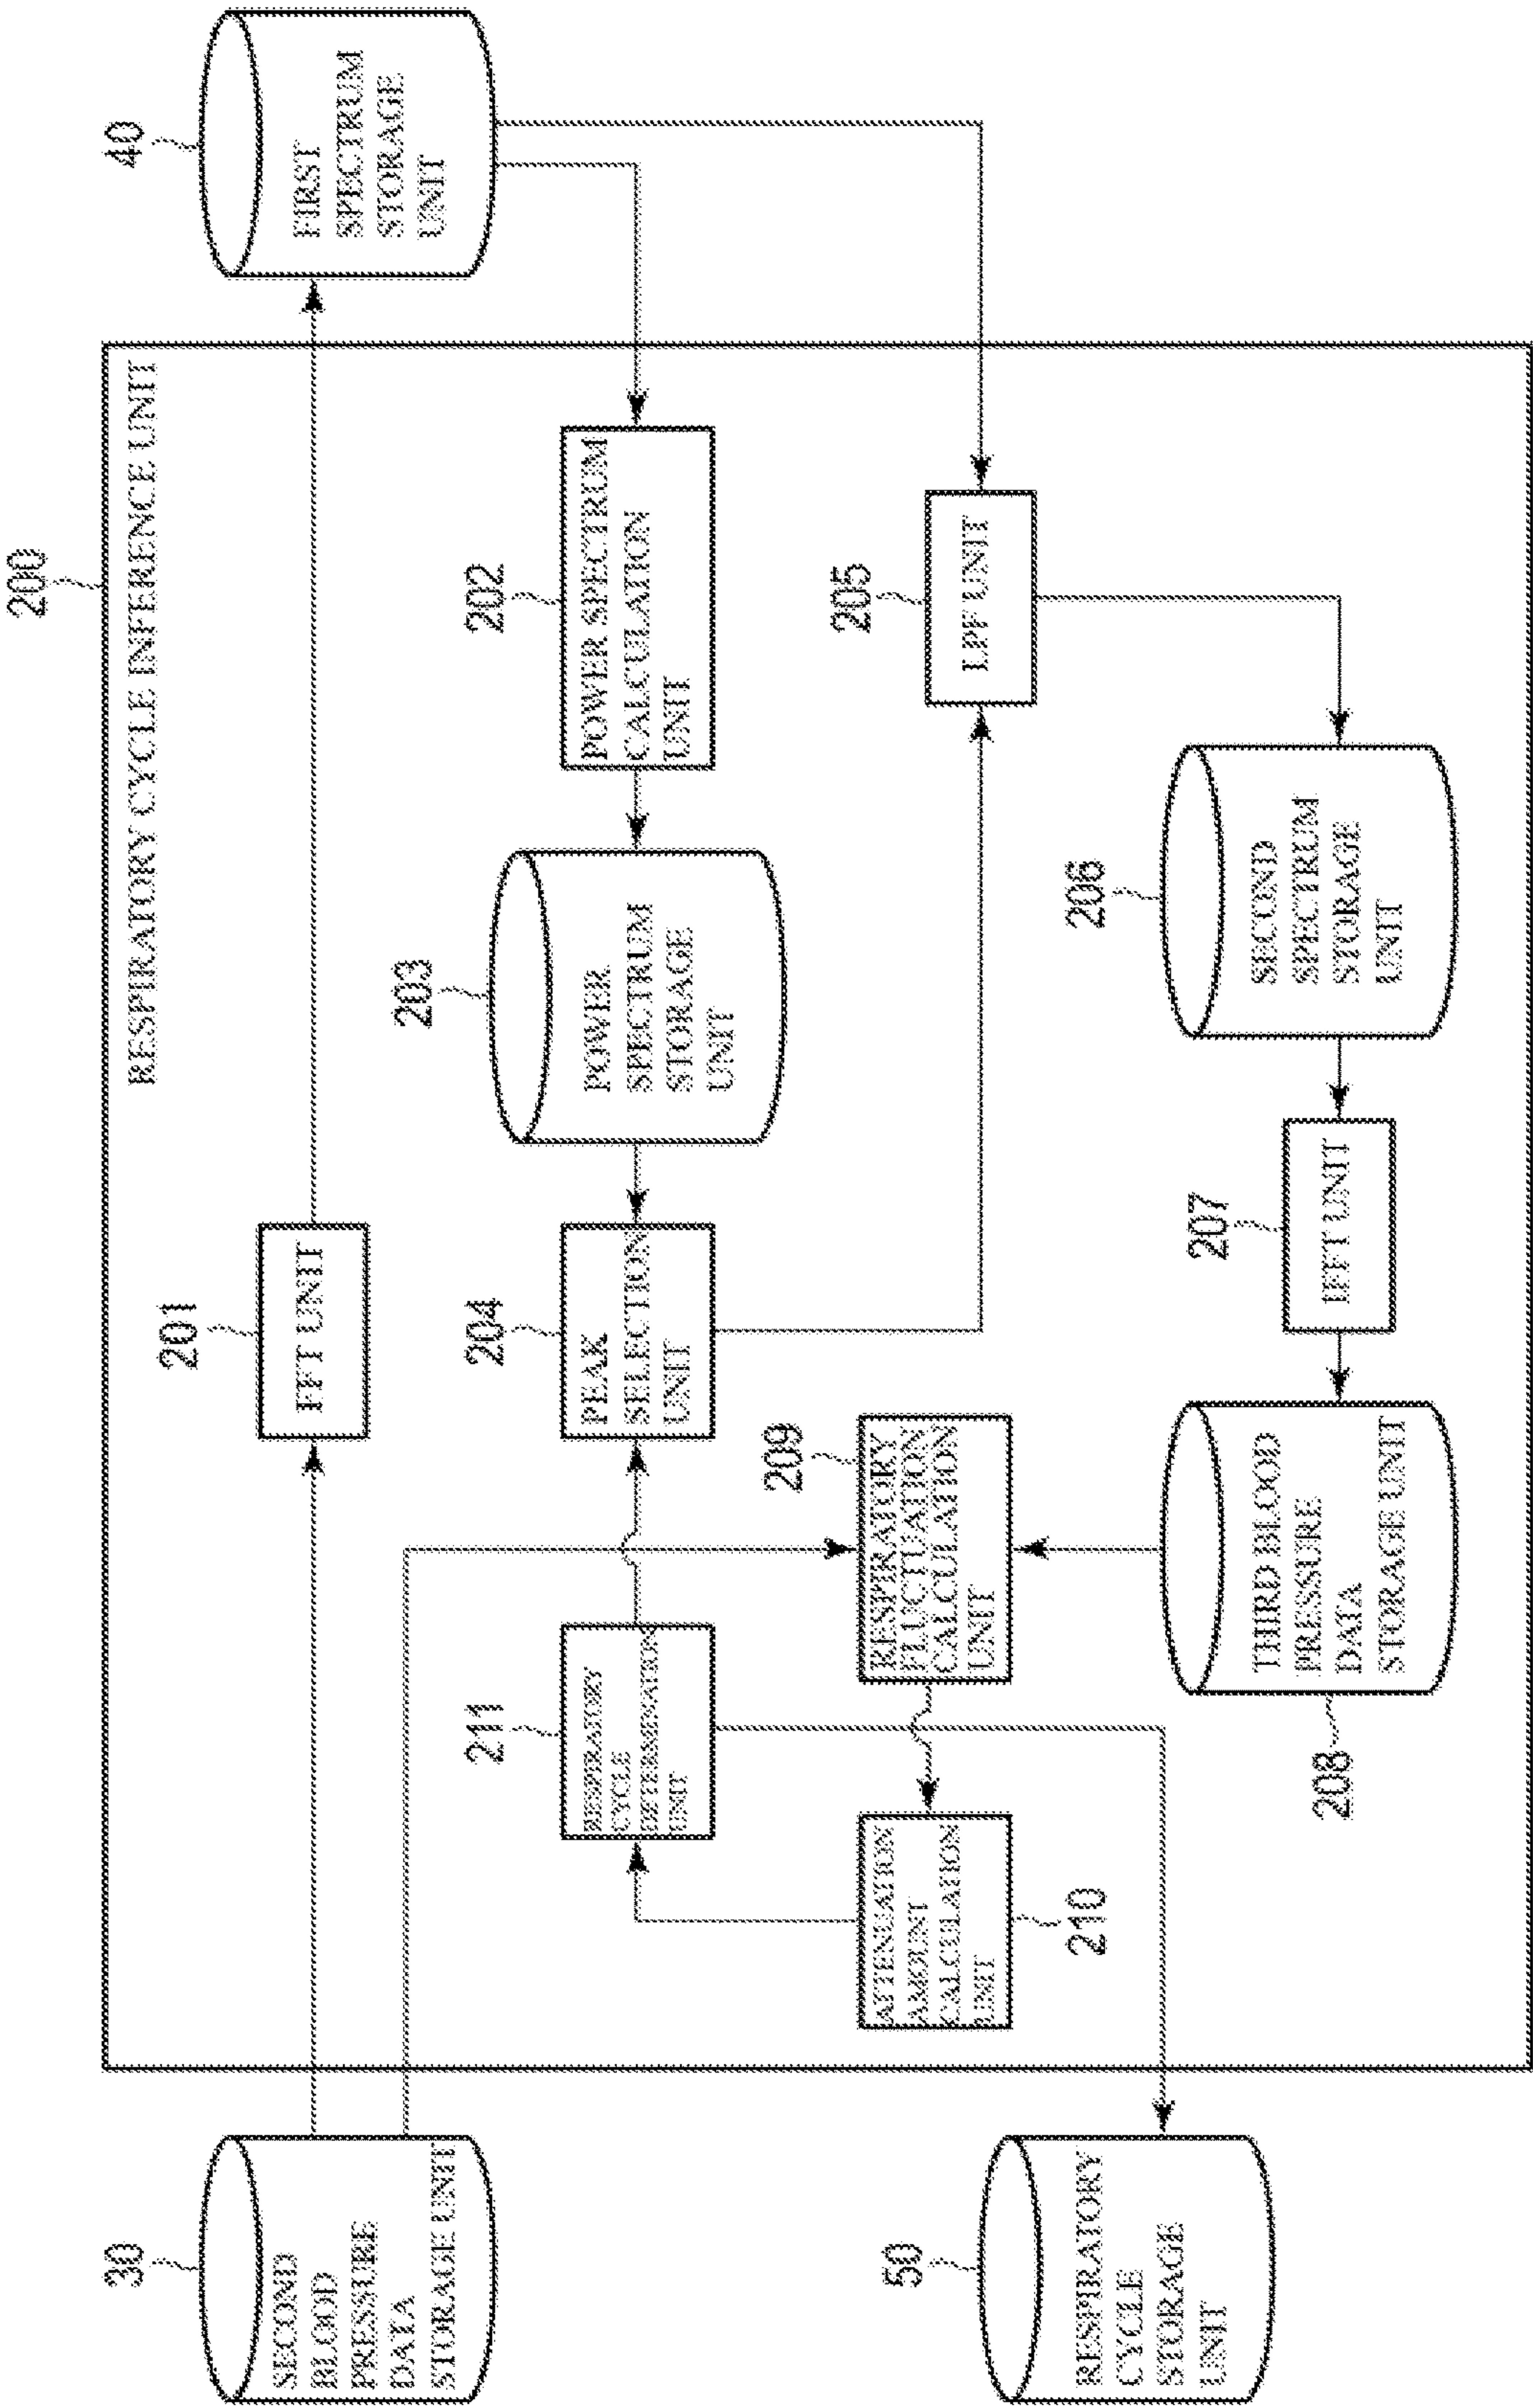 200
RESPIRATORY CYCLE INFERENCE UNIT
30
SECOND
BLOOD
PRESSURE
DATA
STORAGE UNIT
201
FFT UNIT
40
FIRST
SPECTRUM
STORAGE
UNIT
211
RESPIRATORY
CYCLE
DETERMINATION
UNIT
204
PEAK
SELECTION
UNIT
203
POWER
SPECTRUM
STORAGE
UNIT
202
POWER SPECTRUM
CALCULATION
UNIT
210
ATTENUATION
AMOUNT
CALCULATION
UNIT
209
RESPIRATORY
FLUCTUATION
CALCULATION
UNIT
205
LPF UNIT
50
RESPIRATORY
CYCLE
STORAGE
UNIT
208
THIRD BLOOD
PRESSURE
DATA
STORAGE UNIT
207
IFFT UNIT
206
SECOND
SPECTRUM
STORAGE
UNIT